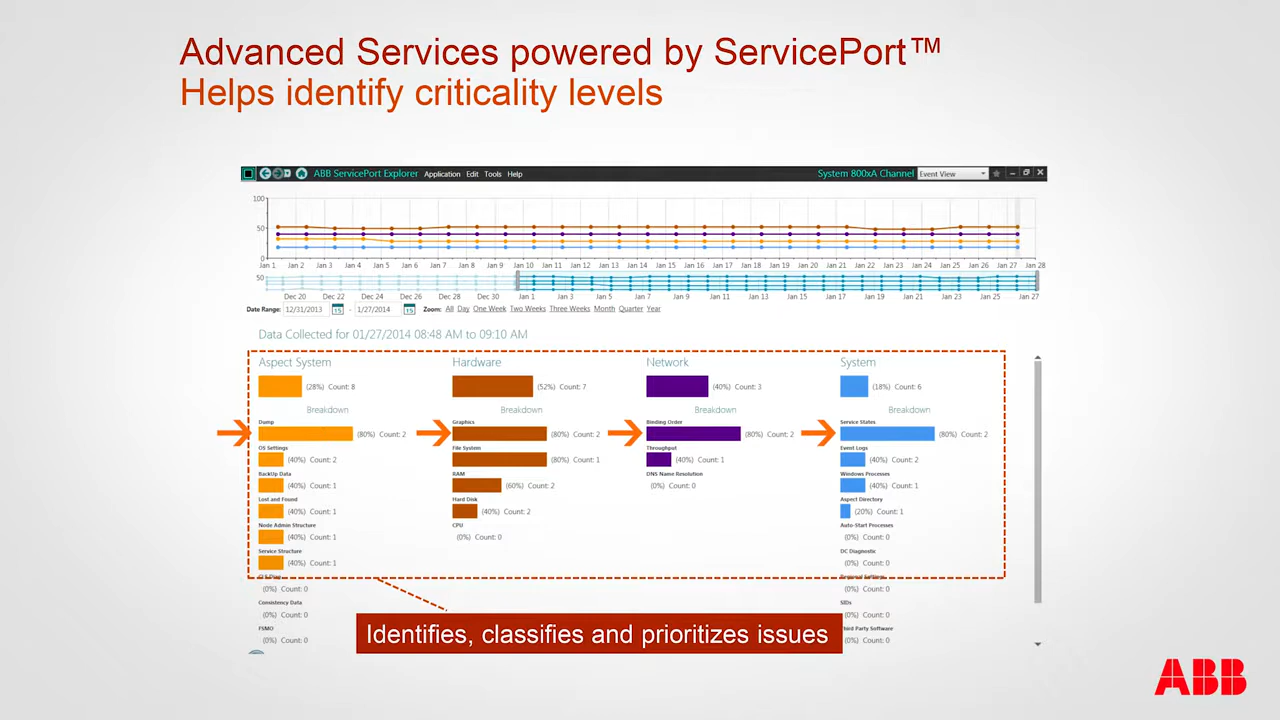 Advanced Services powered by ServicePort™
Helps identify criticality levels
ABB ServicePort Explorer Application Edit Tools Help System 800xA Channel Event View
100
50
0
Jan 1 Jan 2 Jan 3 Jan 4 Jan 5 Jan 6 Jan 7 Jan 8 Jan 9 Jan 10 Jan 11 Jan 12 Jan 13 Jan 14 Jan 15 Jan 16 Jan 17 Jan 18 Jan 19 Jan 20 Jan 21 Jan 22 Jan 23 Jan 24 Jan 25 Jan 26 Jan 27 Jan 28
50
Dec 20 Dec 22 Dec 24 Dec 26 Dec 28 Dec 30 Jan 1 Jan 3 Jan 5 Jan 7 Jan 9 Jan 11 Jan 13 Jan 15 Jan 17 Jan 19 Jan 21 Jan 23 Jan 25 Jan 27
Date Range: 12/31/2013 15 - 1/27/2014 15 Zoom: All Day One Week Two Weeks Three Weeks Month Quarter Year
Data Collected for 01/27/2014 08:48 AM to 09:10 AM
Aspect System
(28%) Count: 8
Breakdown
Dump
(80%) Count: 2
OS Settings
(40%) Count: 2
BackUp Data
(40%) Count: 1
Lost and Found
(40%) Count: 1
Node Admin Structure
(40%) Count: 1
Service Structure
(40%) Count: 1
(0%) Count: 0
Consistency Data
(0%) Count: 0
FSMO
(0%) Count: 0
Hardware
(52%) Count: 7
Breakdown
Graphics
(80%) Count: 2
File System
(80%) Count: 1
RAM
(60%) Count: 2
Hard Disk
(40%) Count: 2
CPU
(0%) Count: 0
Network
(40%) Count: 3
Breakdown
Binding Order
(80%) Count: 2
Throughput
(40%) Count: 1
DNS Name Resolution
(0%) Count: 0
System
(18%) Count: 6
Breakdown
Service States
(80%) Count: 2
Event Logs
(40%) Count: 2
Windows Processes
(40%) Count: 1
Aspect Directory
(20%) Count: 1
Auto-Start Processes
(0%) Count: 0
DC Diagnostic
(0%) Count: 0
Regional Settings
(0%) Count: 0
SIDs
(0%) Count: 0
Third Party Software
(0%) Count: 0
Identifies, classifies and prioritizes issues
ABB